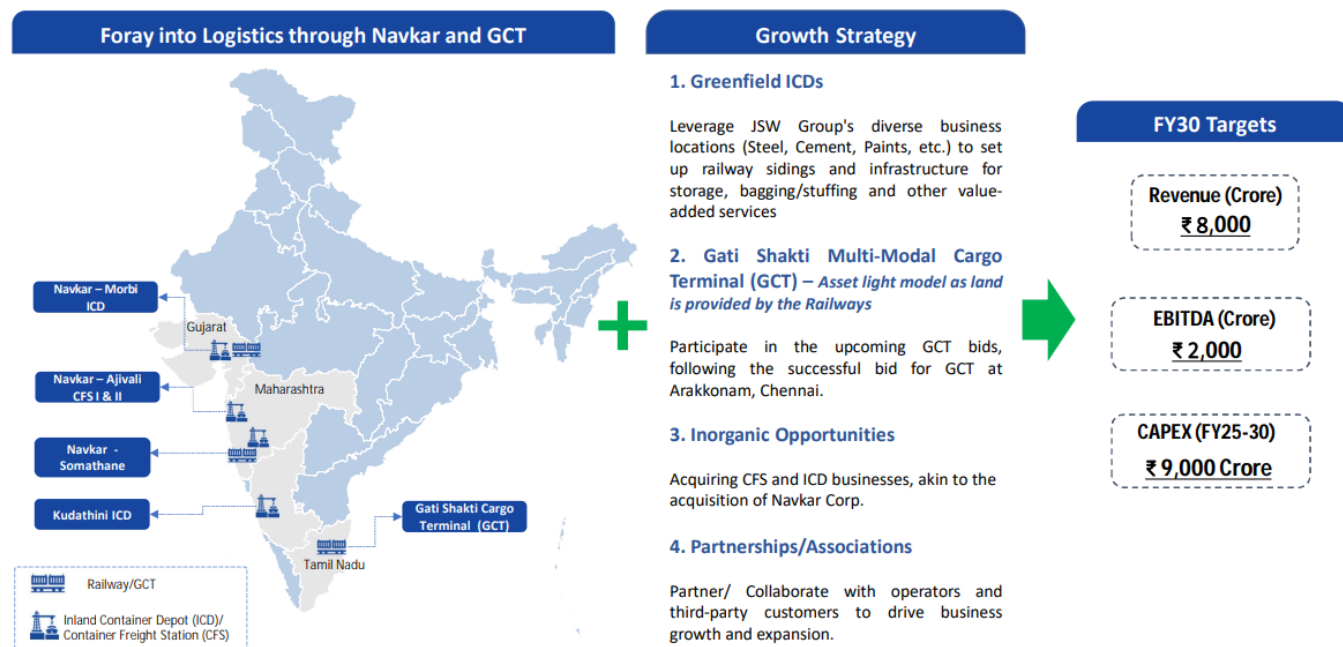 Foray into Logistics through Navkar and GCT
Navkar – Morbi
ICD
Gujarat
Navkar – Ajivali
CFS I & II
Maharashtra
Navkar -
Somathane
Kudathini ICD
Gati Shakti Cargo
Terminal (GCT)
Tamil Nadu
Railway/GCT
Inland Container Depot (ICD)/
Container Freight Station (CFS)
Growth Strategy
1. Greenfield ICDs
Leverage JSW Group's diverse business
locations (Steel, Cement, Paints, etc.) to set
up railway sidings and infrastructure for
storage, bagging/stuffing and other value-
added services
2. Gati Shakti Multi-Modal Cargo
Terminal (GCT) – Asset light model as land
is provided by the Railways
Participate in the upcoming GCT bids,
following the successful bid for GCT at
Arakkonam, Chennai.
3. Inorganic Opportunities
Acquiring CFS and ICD businesses, akin to the
acquisition of Navkar Corp.
4. Partnerships/Associations
Partner/ Collaborate with operators and
third-party customers to drive business
growth and expansion.
FY30 Targets
Revenue (Crore)
₹ 8,000
EBITDA (Crore)
₹ 2,000
CAPEX (FY25-30)
₹ 9,000 Crore